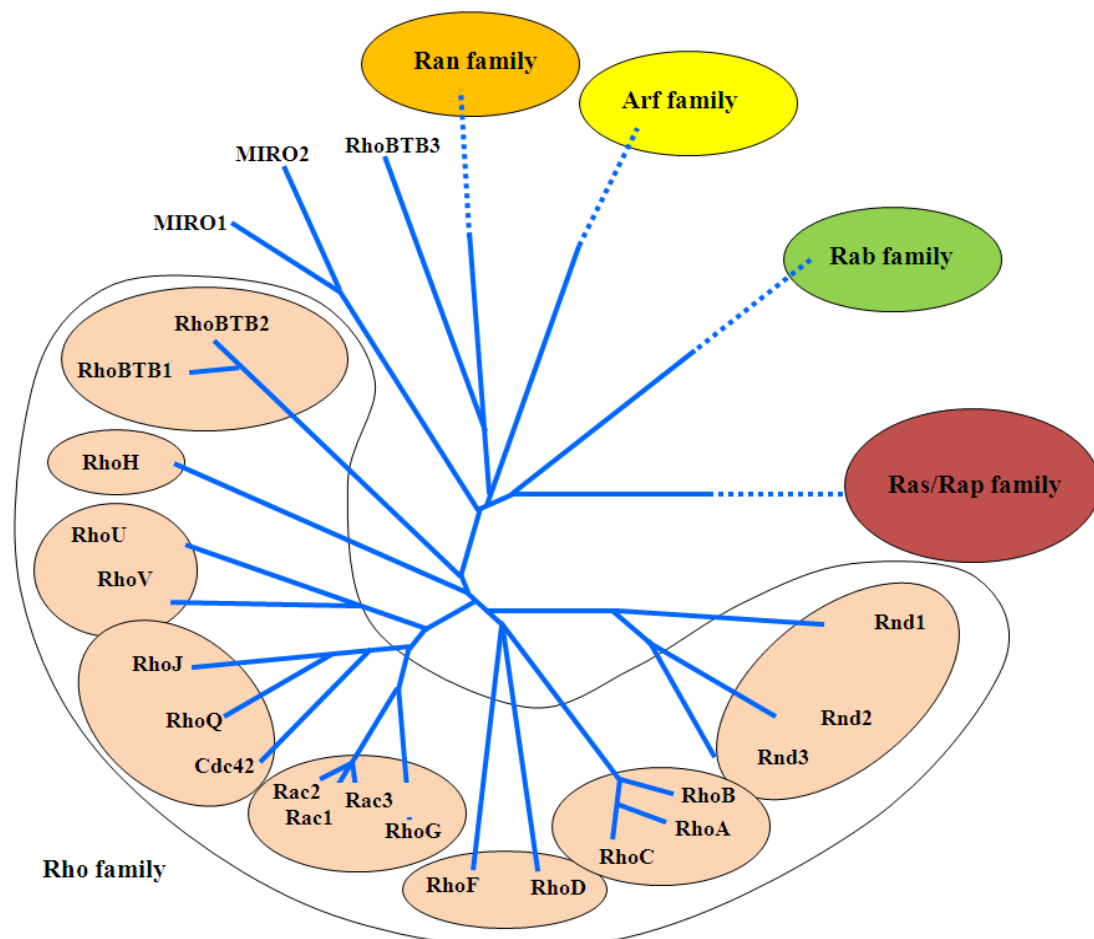 Ran family
Arf family
RhoBTB3
MIRO2
MIRO1
Rab family
RhoBTB2
RhoBTB1
RhoH
Ras/Rap family
RhoU
RhoV
Rnd1
RhoJ
RhoQ
Rnd2
Cdc42
Rnd3
Rac2
Rac3
Rac1
RhoB
RhoG
RhoA
RhoC
Rho family
RhoF
RhoD